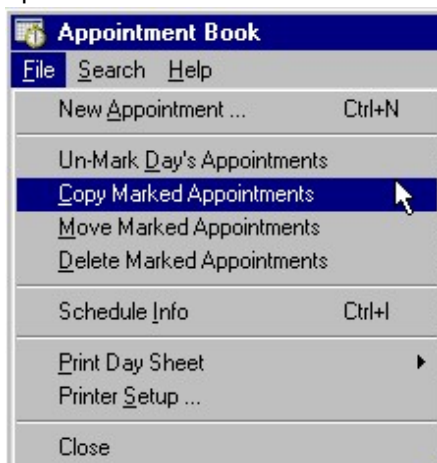 Appointment Book
File Search Help
New Appointment ... Ctrl+N
Un-Mark Day's Appointments
Copy Marked Appointments
Move Marked Appointments
Delete Marked Appointments
Schedule Info Ctrl+I
Print Day Sheet
Printer Setup ...
Close